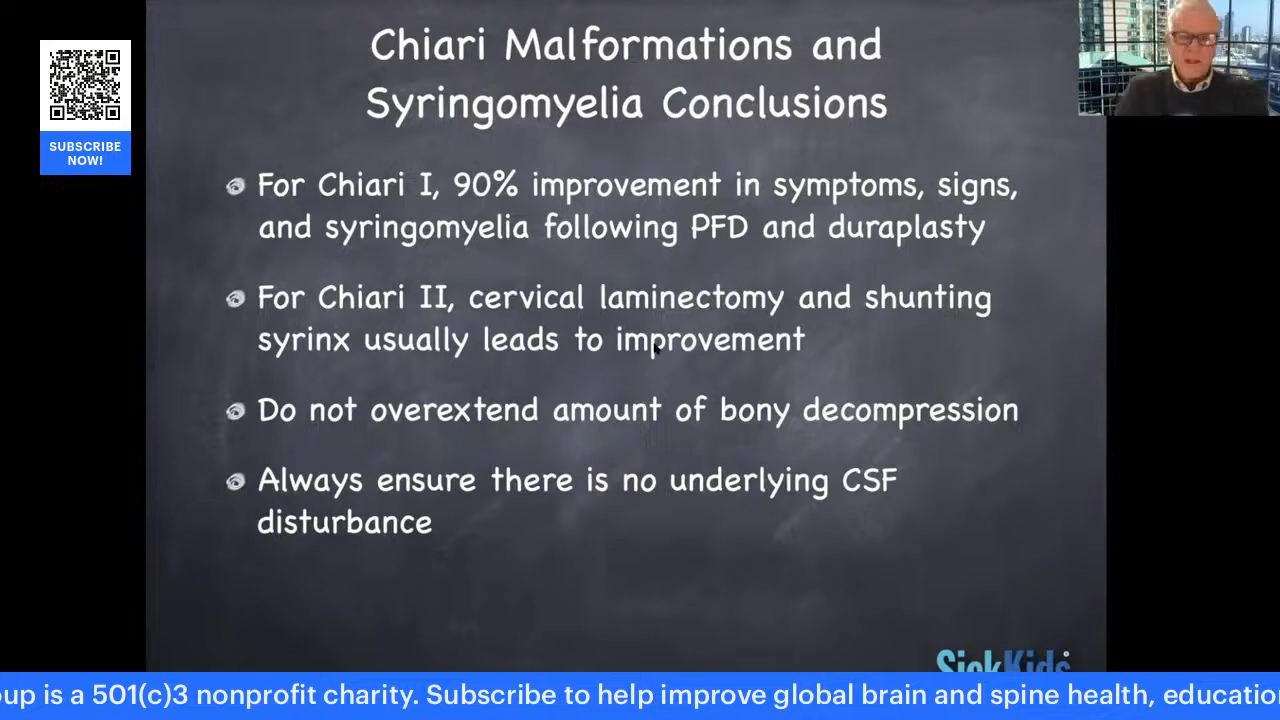 Chiari Malformations and
Syringomyelia Conclusions
SUBSCRIBE
NOW!
For Chiari I, 90% improvement in symptoms, signs,
and syringomyelia following PFD and duraplasty
For Chiari II, cervical laminectomy and shunting
syrinx usually leads to improvement
Do not overextend amount of bony decompression
Always ensure there is no underlying CSF
disturbance
SickKids
oup is a 501(c)3 nonprofit charity. Subscribe to help improve global brain and spine health, educatio